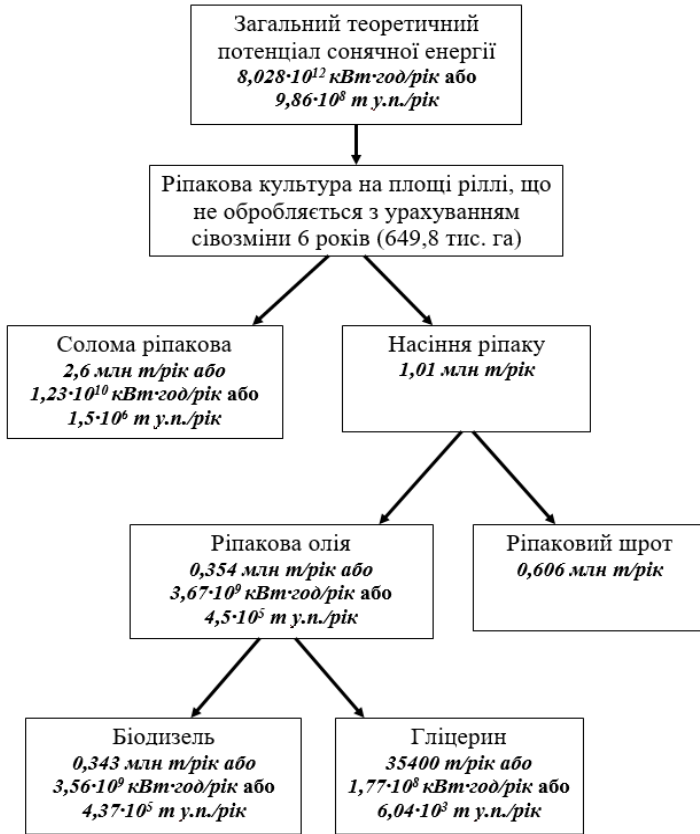 Загальний теоретичний
потенціал сонячної енергії
8,028·10¹² кВт·год/рік або
9,86·10⁸ т у.п./рік
Ріпакова культура на площі ріллі, що
не обробляється з урахуванням
сівозміни 6 років (649,8 тис. га)
Солома ріпакова
2,6 млн т/рік або
1,23·10¹⁰ кВт·год/рік або
1,5·10⁶ т у.п./рік
Насіння ріпаку
1,01 млн т/рік
Ріпакова олія
0,354 млн т/рік або
3,67·10⁹ кВт·год/рік або
4,5·10⁵ т у.п./рік
Ріпаковий шрот
0,606 млн т/рік
Біодизель
0,343 млн т/рік або
3,56·10⁹ кВт·год/рік або
4,37·10⁵ т у.п./рік
Гліцерин
35400 т/рік або
1,77·10⁸ кВт·год/рік або
6,04·10³ т у.п./рік